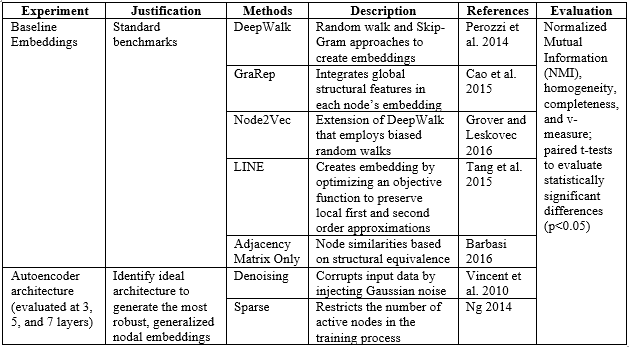 Experiment Justification Methods Description References Evaluation
Baseline
Embeddings
Standard
benchmarks
DeepWalk
Random walk and Skip-
Gram approaches to
create embeddings
Perozzi et
al. 2014
Normalized
Mutual
Information
(NMI),
homogeneity,
completeness,
and v-
measure;
paired t-tests
to evaluate
statistically
significant
differences
(p<0.05)
GraRep
Integrates global
structural features in
each node's embedding
Cao et al.
2015
Node2Vec
Extension of DeepWalk
that employs biased
random walks
Grover and
Leskovec
2016
LINE
Creates embedding by
optimizing an objective
function to preserve
local first and second
order approximations
Tang et al.
2015
Adjacency
Matrix Only
Node similarities based
on structural equivalence
Barbasi
2016
Autoencoder
architecture
(evaluated at 3,
5, and 7 layers)
Identify ideal
architecture to
generate the most
robust, generalized
nodal embeddings
Denoising
Corrupts input data by
injecting Gaussian noise
Vincent et
al. 2010
Sparse
Restricts the number of
active nodes in the
training process
Ng 2014